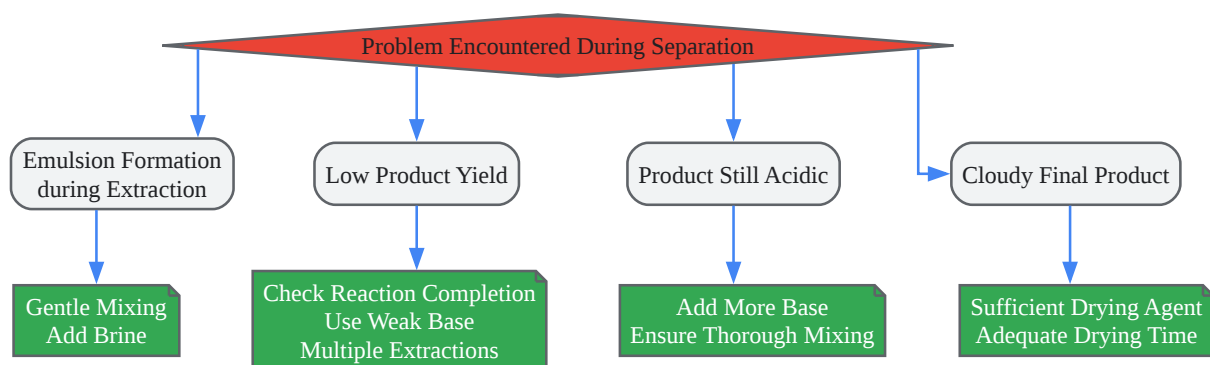 Problem Encountered During Separation
Emulsion Formation
during Extraction
Low Product Yield
Product Still Acidic
Cloudy Final Product
Gentle Mixing
Add Brine
Check Reaction Completion
Use Weak Base
Multiple Extractions
Add More Base
Ensure Thorough Mixing
Sufficient Drying Agent
Adequate Drying Time